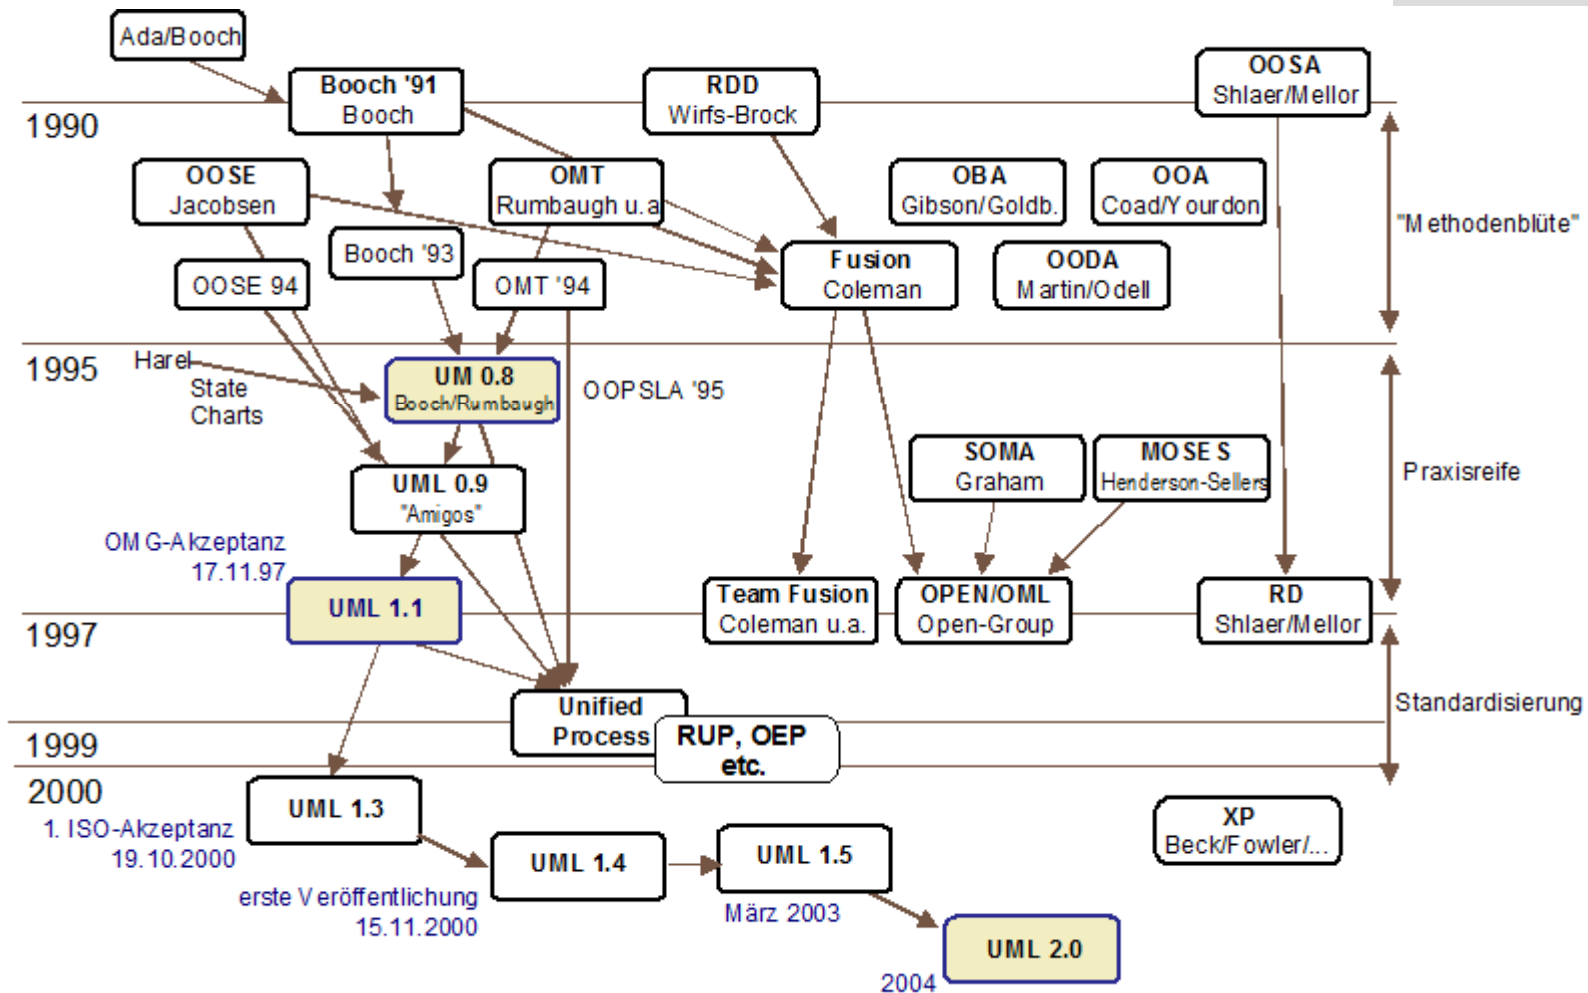 Ada/Booch
Booch '91
Booch
RDD
Wirfs-Brock
OOSA
Shlaer/Mellor
1990
OOSE
Jacobsen
OMT
Rumbaugh u.a
OBA
Gibson/Goldb.
OOA
Coad/Yourdon
"Methodenblüte"
Booch '93
Fusion
Coleman
OODA
Martin/Odell
OOSE 94
OMT '94
1995
Harel
State
Charts
UM 0.8
Booch/Rumbaugh
OOPSLA '95
SOMA
Graham
MOSES
Henderson-Sellers
Praxisreife
UML 0.9
"Amigos"
OMG-Akzeptanz
17.11.97
UML 1.1
Team Fusion
Coleman u.a.
OPEN/OML
Open-Group
RD
Shlaer/Mellor
1997
Unified
Process
RUP, OEP
etc.
Standardisierung
1999
2000
UML 1.3
1. ISO-Akzeptanz
19.10.2000
UML 1.4
erste Veröffentlichung
15.11.2000
UML 1.5
März 2003
XP
Beck/Fowler/...
UML 2.0
2004